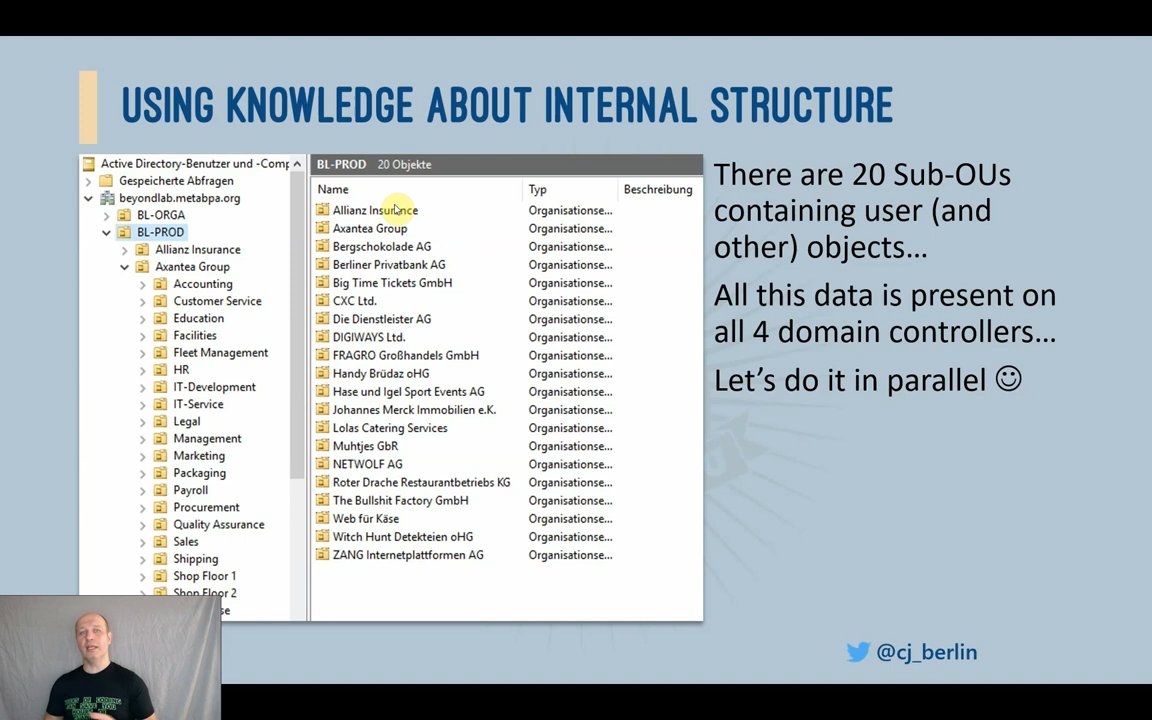 USING KNOWLEDGE ABOUT INTERNAL STRUCTURE
Active Directory-Benutzer und -Comp
Gespeicherte Abfragen
beyondlab.metabpa.org
BL-ORGA
BL-PROD
Allianz Insurance
Axantea Group
Accounting
Customer Service
Education
Facilities
Fleet Management
HR
IT-Development
IT-Service
Legal
Management
Marketing
Packaging
Payroll
Procurement
Quality Assurance
Sales
Shipping
Shop Floor 1
Shop Floor 2
BL-PROD 20 Objekte
Name Typ Beschreibung
Allianz Insurance Organisationse...
Axantea Group Organisationse...
Bergschokolade AG Organisationse...
Berliner Privatbank AG Organisationse...
Big Time Tickets GmbH Organisationse...
CXC Ltd. Organisationse...
Die Dienstleister AG Organisationse...
DIGIWAYS Ltd. Organisationse...
FRAGRO Großhandels GmbH Organisationse...
Handy Brüdaz oHG Organisationse...
Hase und Igel Sport Events AG Organisationse...
Johannes Merck Immobilien e.K. Organisationse...
Lolas Catering Services Organisationse...
Muhtjes GbR Organisationse...
NETWOLF AG Organisationse...
Roter Drache Restaurantbetriebs KG Organisationse...
The Bullshit Factory GmbH Organisationse...
Web für Käse Organisationse...
Witch Hunt Detekteien oHG Organisationse...
ZANG Internetplattformen AG Organisationse...
There are 20 Sub-OUs
containing user (and
other) objects...
All this data is present on
all 4 domain controllers...
Let's do it in parallel ☺
@cj_berlin